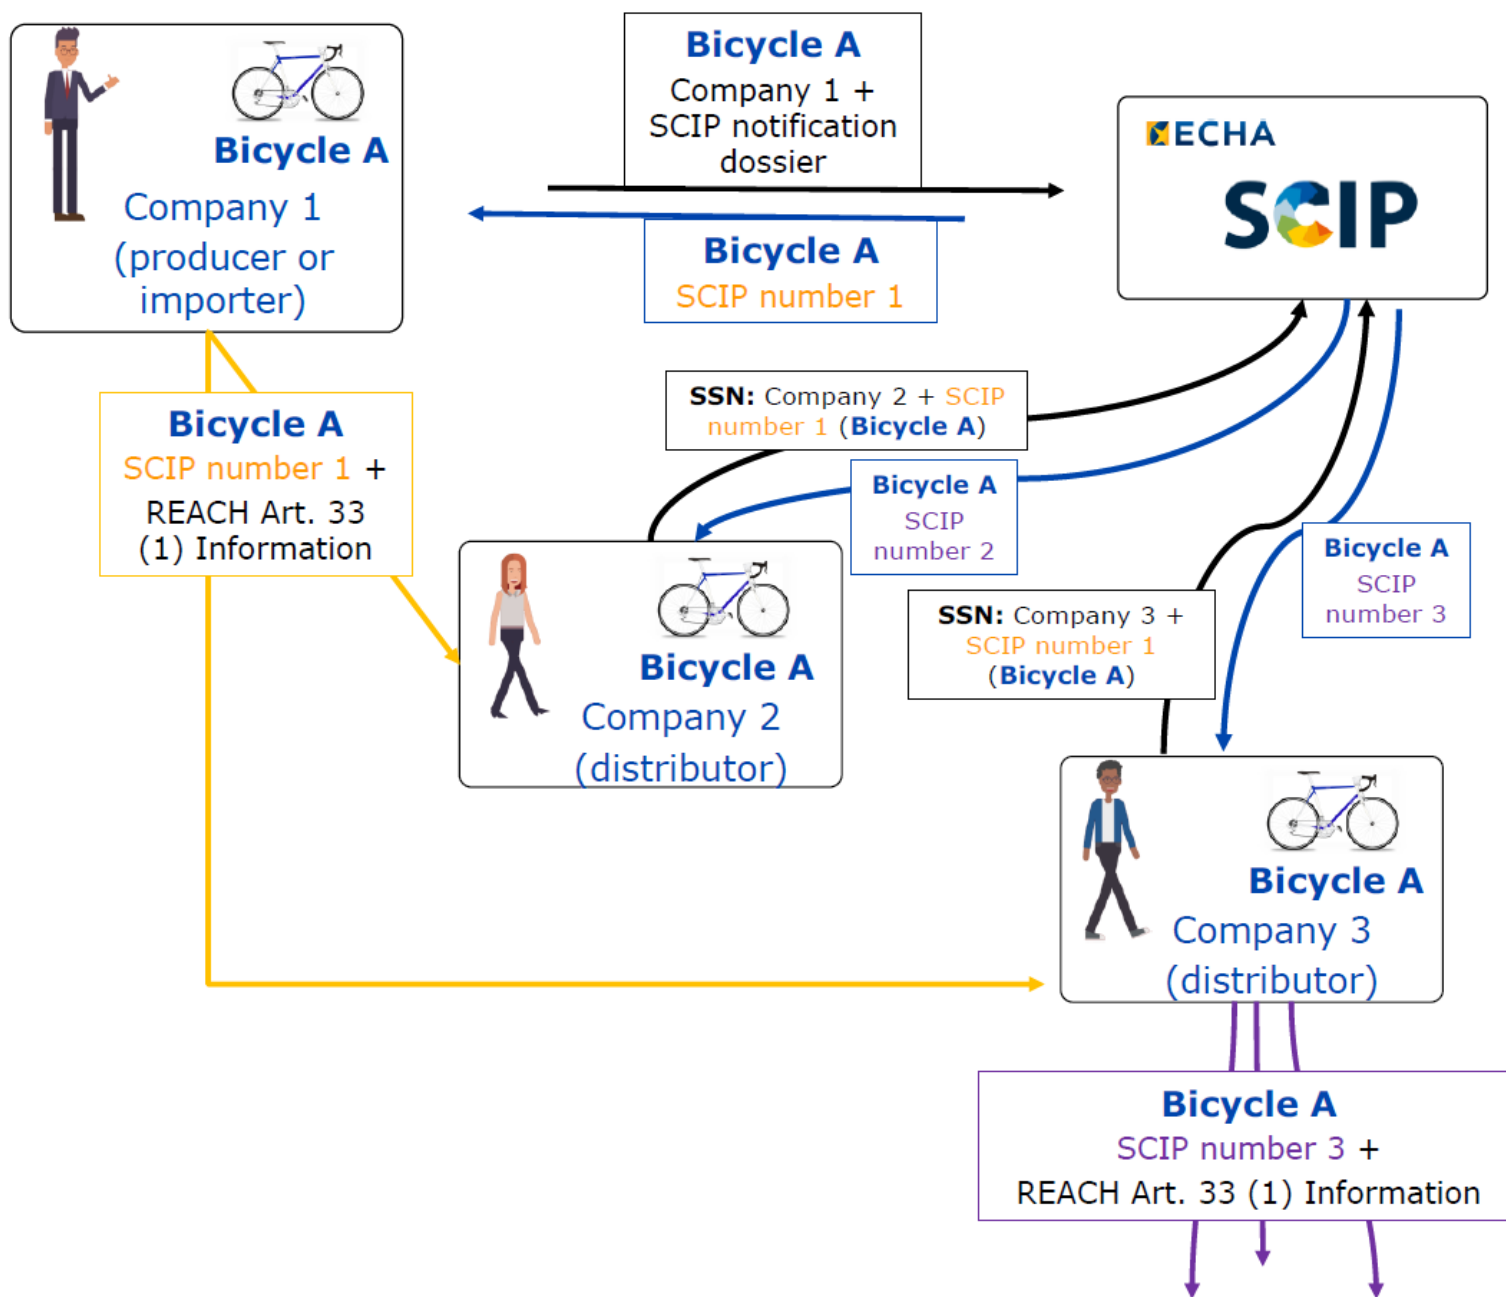 Bicycle A
Company 1
(producer or
importer)
Bicycle A
Company 1 +
SCIP notification
dossier
Bicycle A
SCIP number 1
ECHA
SCIP
Bicycle A
SCIP number 1 +
REACH Art. 33
(1) Information
SSN: Company 2 + SCIP
number 1 (Bicycle A)
Bicycle A
SCIP
number 2
Bicycle A
SCIP
number 3
Bicycle A
Company 2
(distributor)
SSN: Company 3 +
SCIP number 1
(Bicycle A)
Bicycle A
Company 3
(distributor)
Bicycle A
SCIP number 3 +
REACH Art. 33 (1) Information